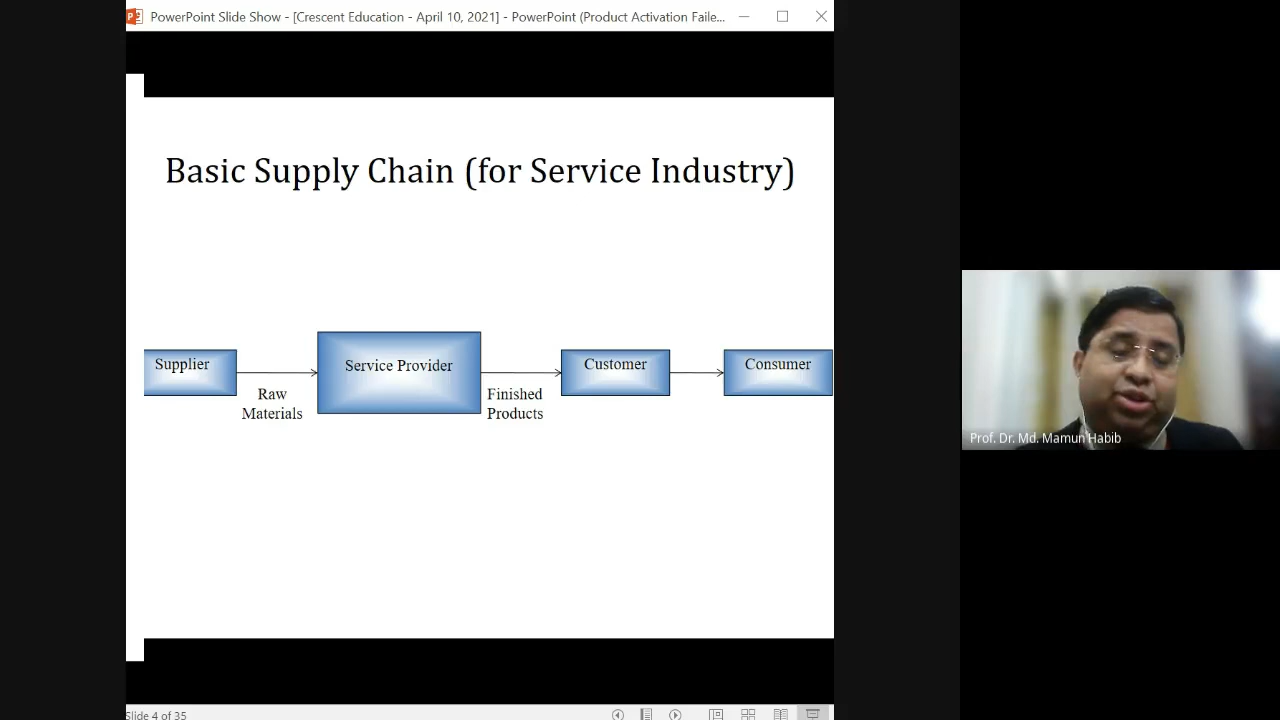 PowerPoint Slide Show - [Crescent Education - April 10, 2021] - PowerPoint (Product Activation Faile...
Basic Supply Chain (for Service Industry)
Supplier
Raw
Materials
Service Provider
Finished
Products
Customer
Consumer
Prof. Dr. Md. Mamun Habib
Slide 4 of 35